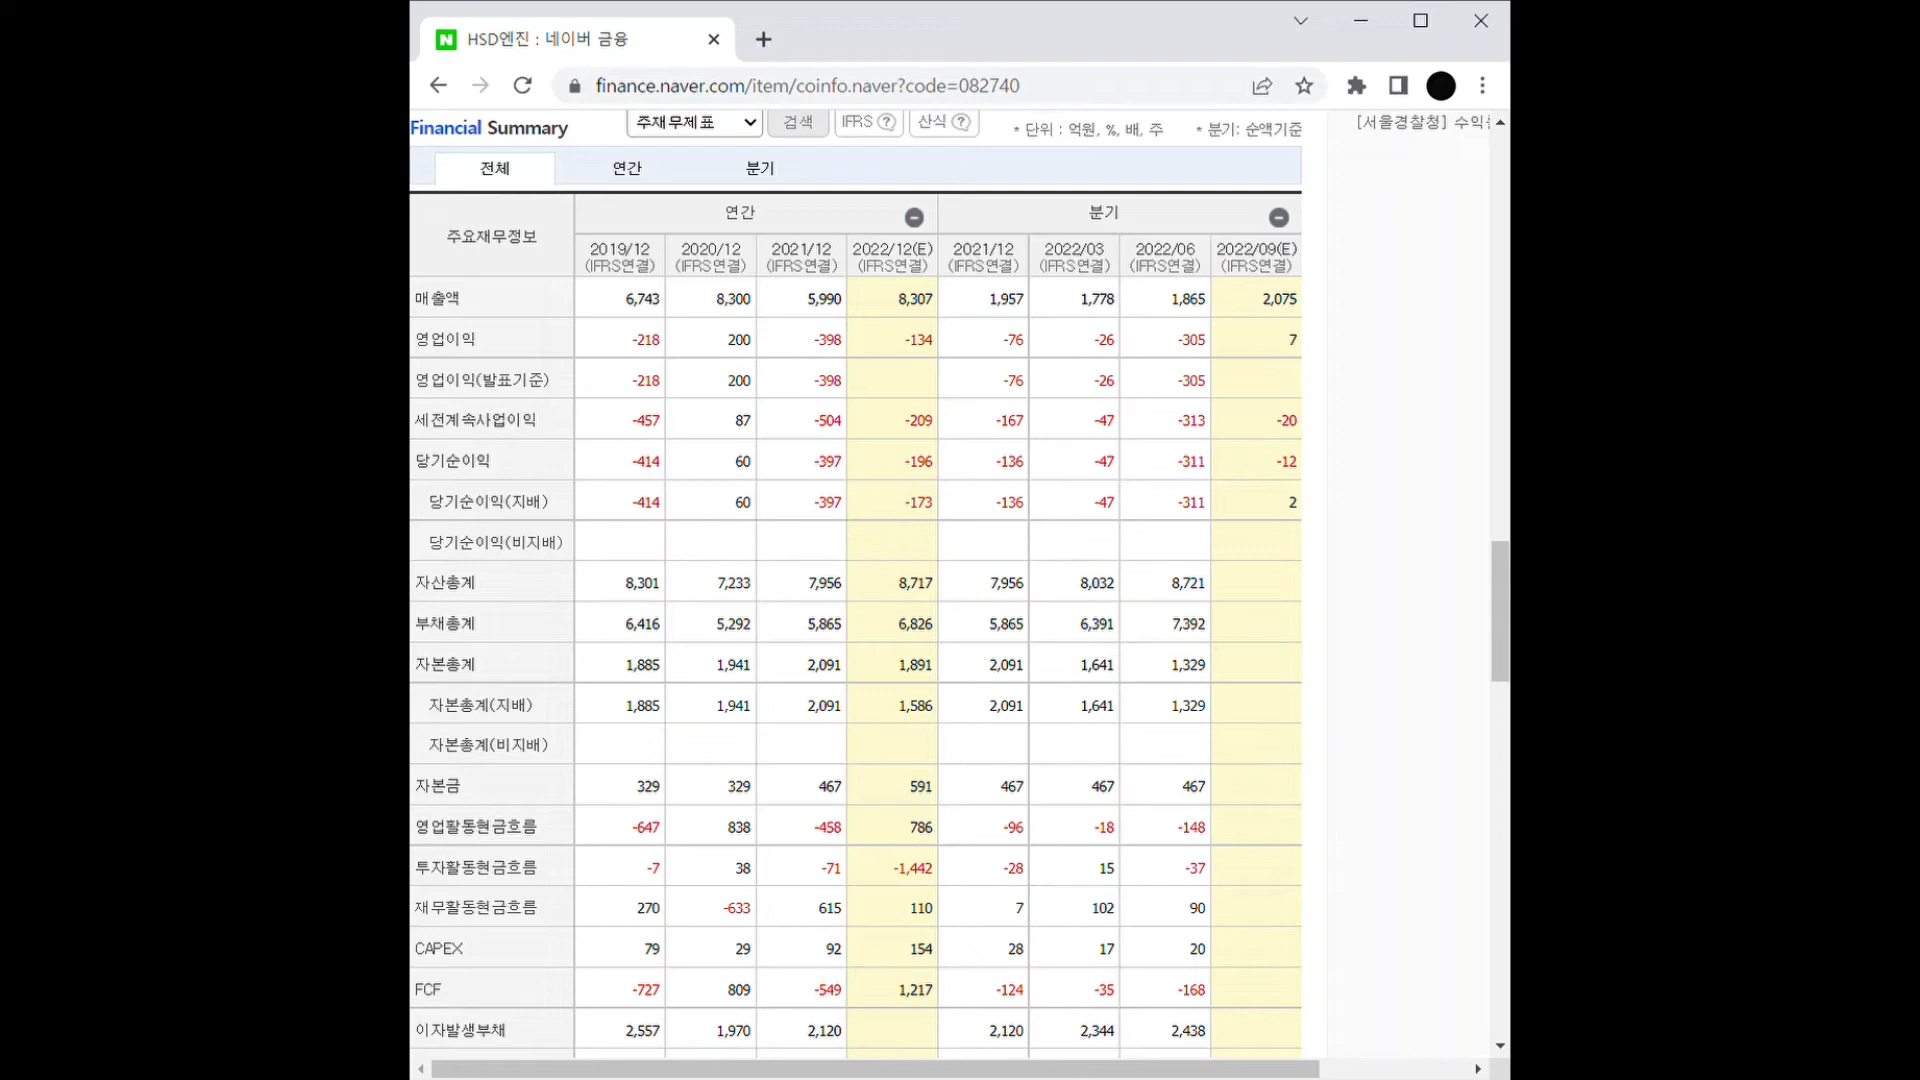 HSD엔진 : 네이버 금융
finance.naver.com/item/coinfo.naver?code=082740
Financial Summary 주재무제표 검색 IFRS ? 산식 ? * 단위 : 억원, %, 배, 주 * 분기: 순액기준 [서울경찰청] 수익
전체 연간 분기
주요재무정보 연간 분기
2019/12 2020/12 2021/12 2022/12(E) 2021/12 2022/03 2022/06 2022/09(E)
(IFRS연결) (IFRS연결) (IFRS연결) (IFRS연결) (IFRS연결) (IFRS연결) (IFRS연결) (IFRS연결)
매출액 6,743 8,300 5,990 8,307 1,957 1,778 1,865 2,075
영업이익 -218 200 -398 -134 -76 -26 -305 7
영업이익(발표기준) -218 200 -398 -76 -26 -305
세전계속사업이익 -457 87 -504 -209 -167 -47 -313 -20
당기순이익 -414 60 -397 -196 -136 -47 -311 -12
당기순이익(지배) -414 60 -397 -173 -136 -47 -311 2
당기순이익(비지배)
자산총계 8,301 7,233 7,956 8,717 7,956 8,032 8,721
부채총계 6,416 5,292 5,865 6,826 5,865 6,391 7,392
자본총계 1,885 1,941 2,091 1,891 2,091 1,641 1,329
자본총계(지배) 1,885 1,941 2,091 1,586 2,091 1,641 1,329
자본총계(비지배)
자본금 329 329 467 591 467 467 467
영업활동현금흐름 -647 838 -458 786 -96 -18 -148
투자활동현금흐름 -7 38 -71 -1,442 -28 15 -37
재무활동현금흐름 270 -633 615 110 7 102 90
CAPEX 79 29 92 154 28 17 20
FCF -727 809 -549 1,217 -124 -35 -168
이자발생부채 2,557 1,970 2,120 2,120 2,344 2,438